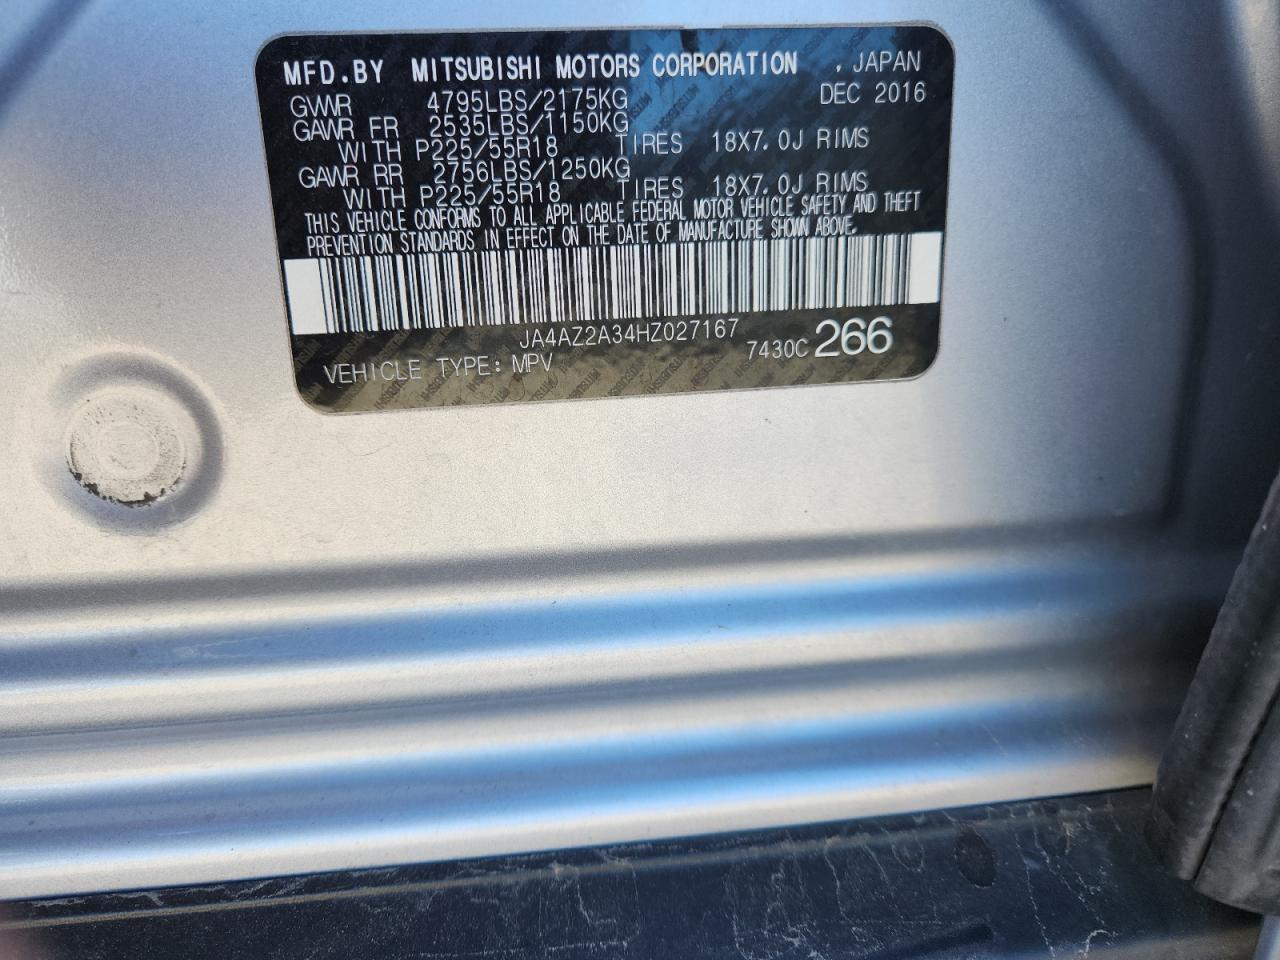 MFD.BY MITSUBISHI MOTORS CORPORATION , JAPAN
GVWR 4795LBS/2175KG DEC 2016
GAWR FR 2535LBS/1150KG
WITH P225/55R18 TIRES 18X7.0J RIMS
GAWR RR 2756LBS/1250KG
WITH P225/55R18 TIRES 18X7.0J RIMS
THIS VEHICLE CONFORMS TO ALL APPLICABLE FEDERAL MOTOR VEHICLE SAFETY AND THEFT
PREVENTION STANDARDS IN EFFECT ON THE DATE OF MANUFACTURE SHOWN ABOVE.
JA4AZ2A34HZ027167
VEHICLE TYPE: MPV 7430C 266